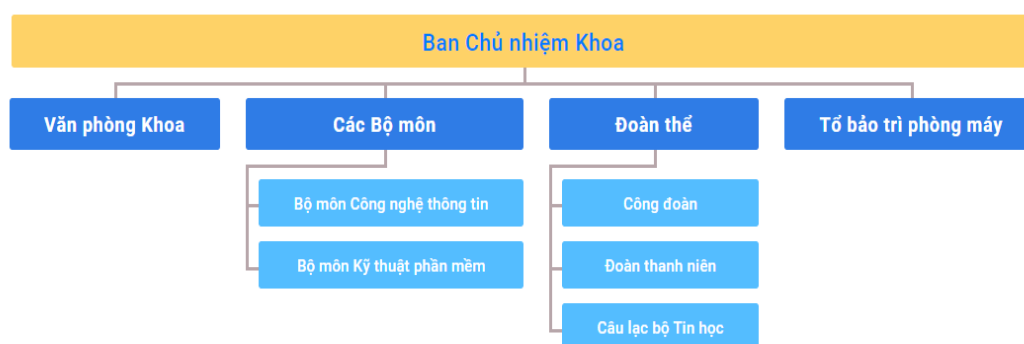 Ban Chủ nhiệm Khoa
Văn phòng Khoa
Các Bộ môn
Đoàn thể
Tổ bảo trì phòng máy
Bộ môn Công nghệ thông tin
Bộ môn Kỹ thuật phần mềm
Công đoàn
Đoàn thanh niên
Câu lạc bộ Tin học